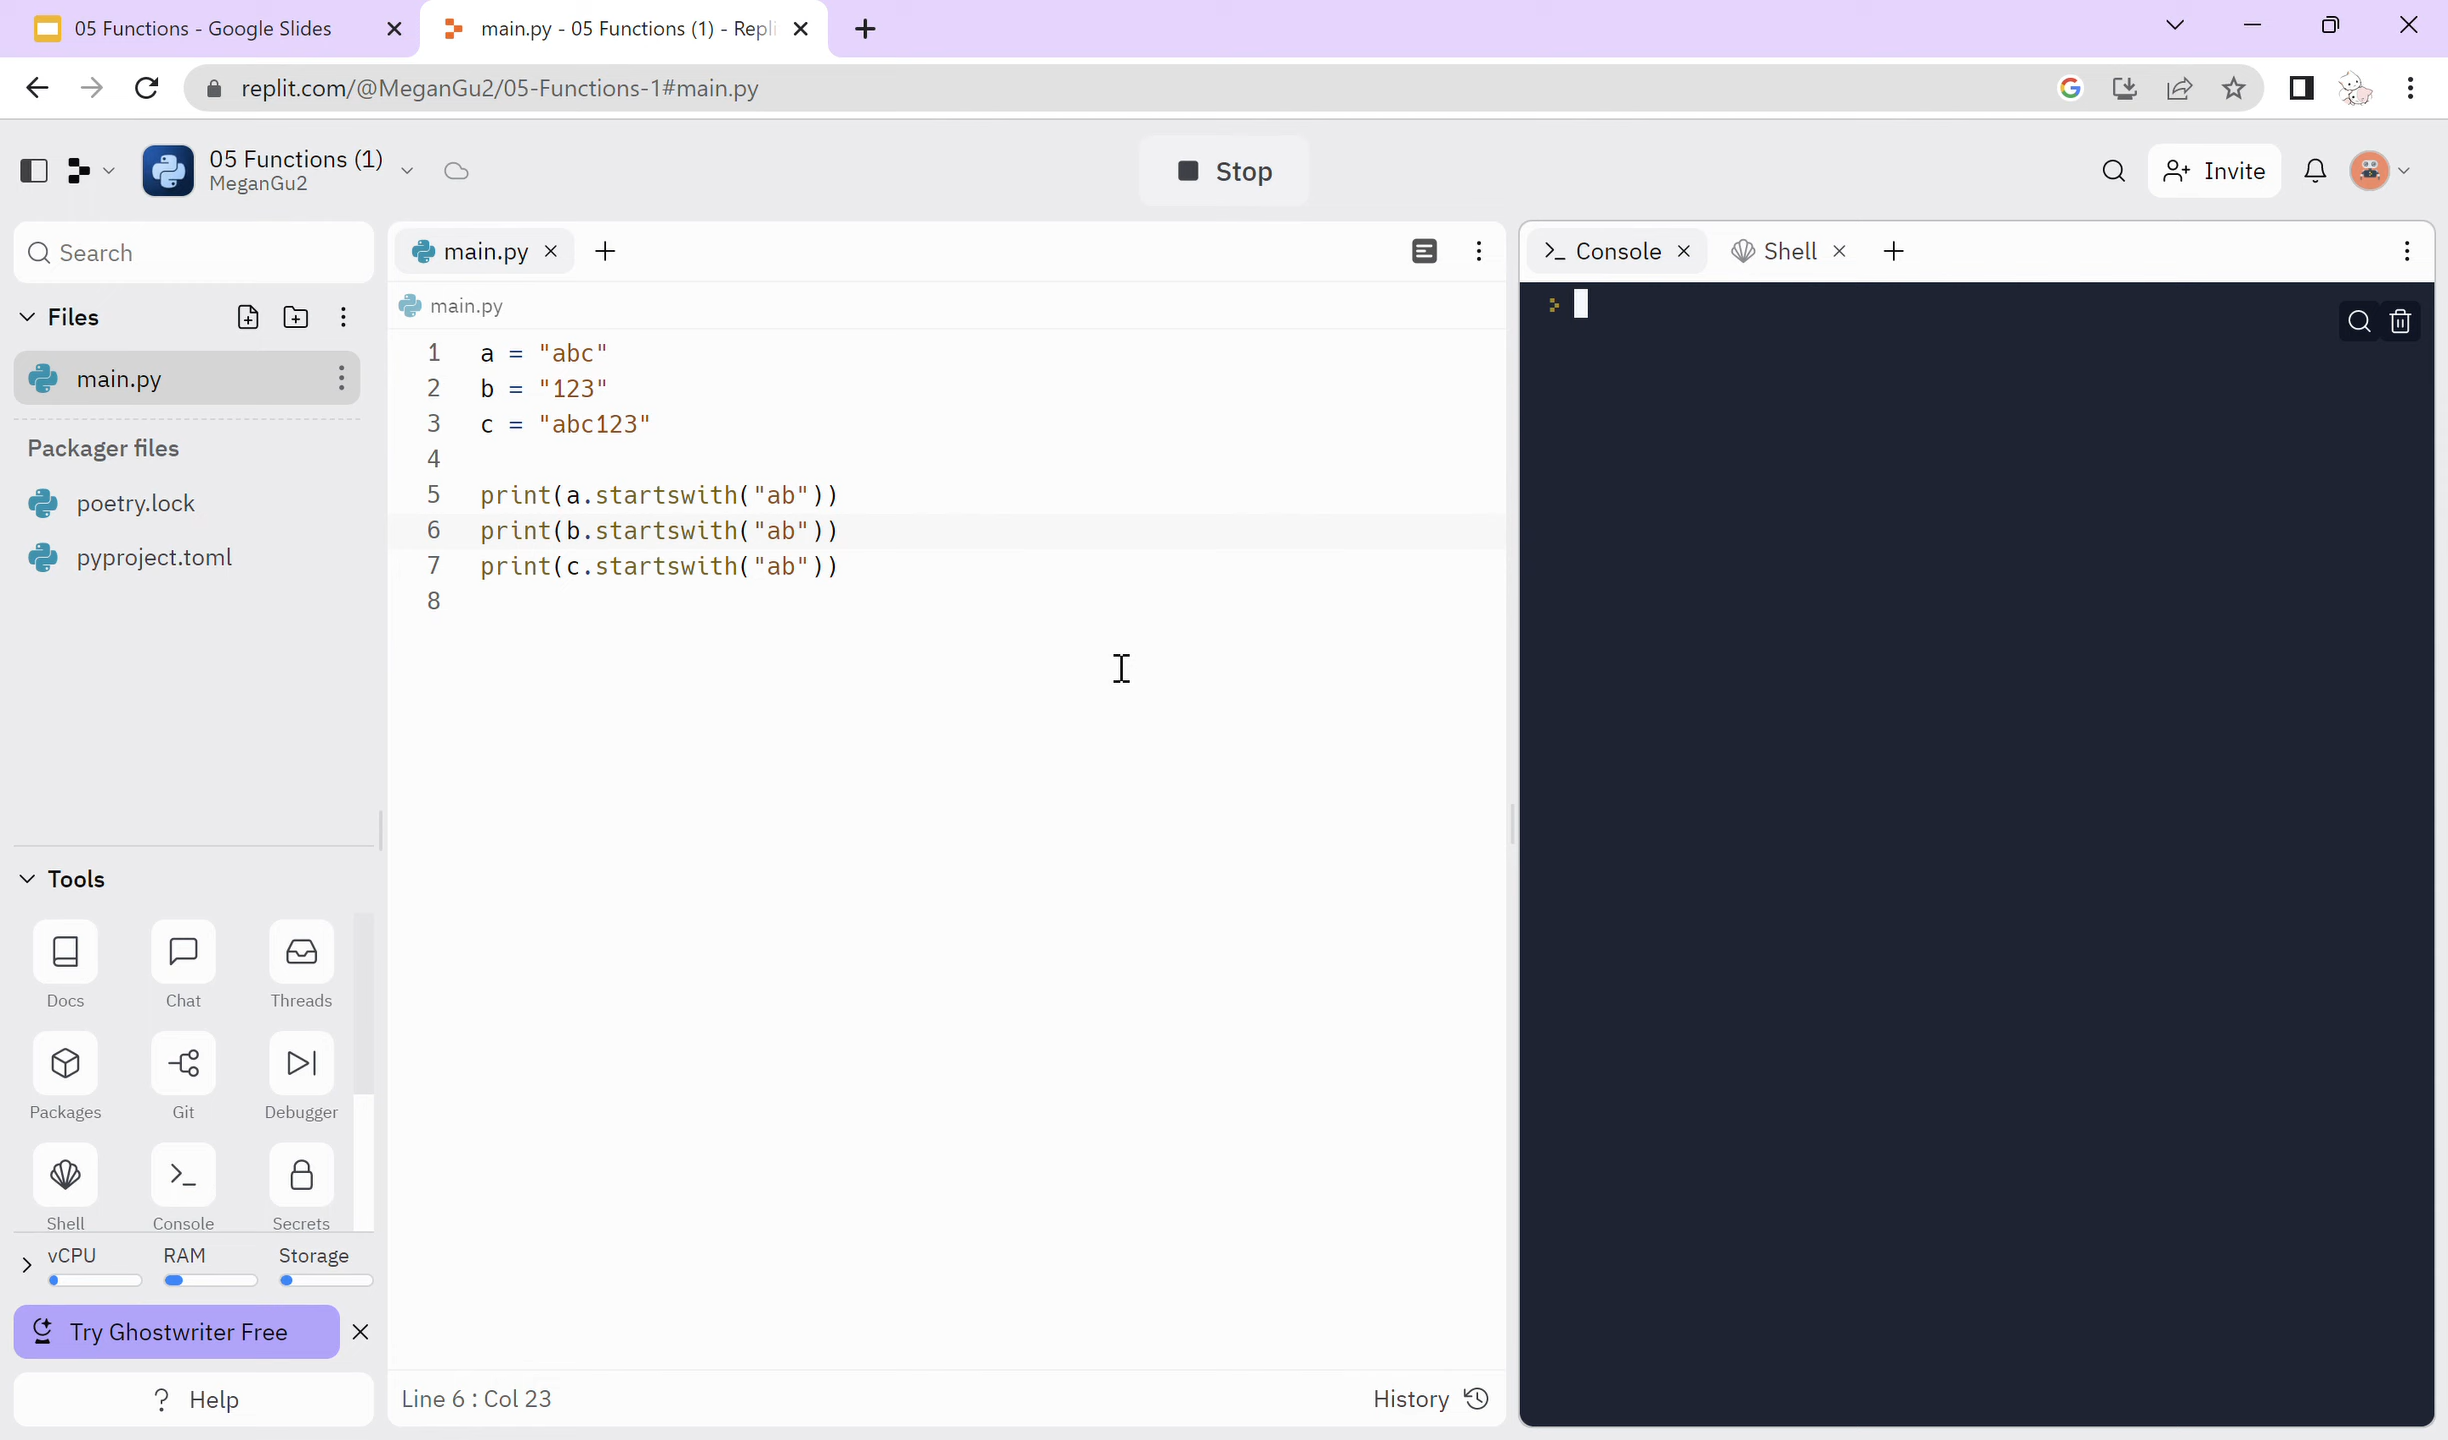 05 Functions - Google Slides
main.py - 05 Functions (1) - Repli
replit.com/@MeganGu2/05-Functions-1#main.py
05 Functions (1)
MeganGu2
Stop
Invite
Search
Files
main.py
Packager files
poetry.lock
pyproject.toml
Tools
Docs Chat Threads
Packages Git Debugger
Shell Console Secrets
vCPU RAM Storage
Try Ghostwriter Free
? Help
main.py
main.py
1 a = "abc"
2 b = "123"
3 c = "abc123"
4
5 print(a.startswith("ab"))
6 print(b.startswith("ab"))
7 print(c.startswith("ab"))
8
Line 6 : Col 23
History
Console
Shell